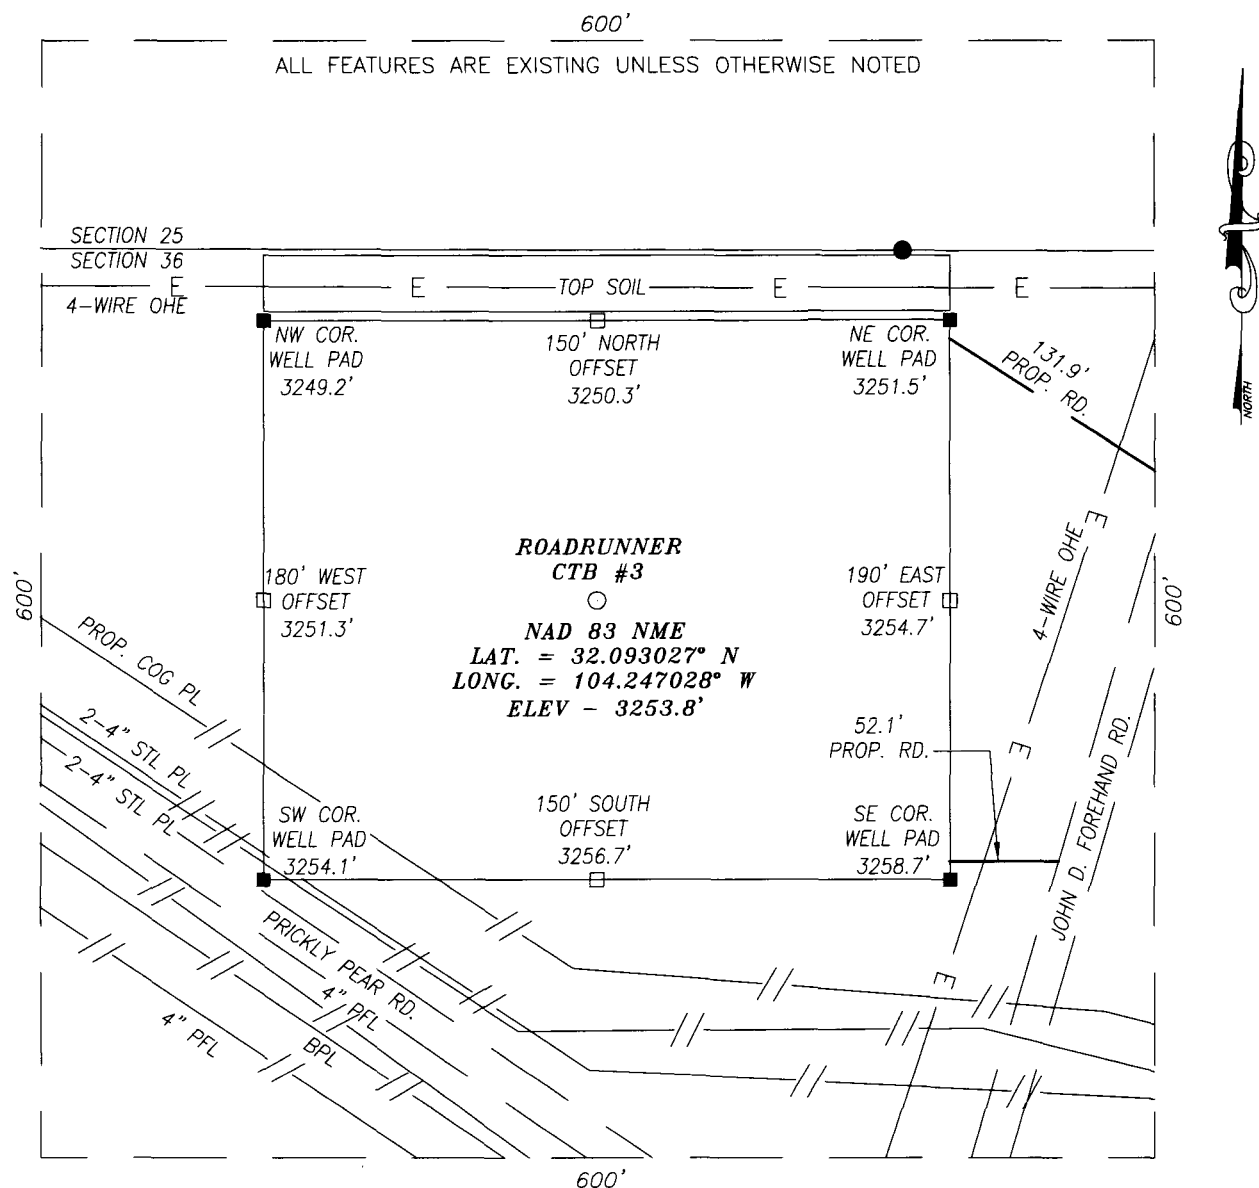 600'
ALL FEATURES ARE EXISTING UNLESS OTHERWISE NOTED
NORTH
SECTION 25
SECTION 36
E
E
TOP SOIL
E
E
4-WIRE OHE
NW COR.
WELL PAD
3249.2'
150' NORTH
OFFSET
3250.3'
NE COR.
WELL PAD
3251.5'
131.9'
PROP. RD.
600'
180' WEST
OFFSET
3251.3'
ROADRUNNER
CTB #3
NAD 83 NME
LAT. = 32.093027° N
LONG. = 104.247028° W
ELEV - 3253.8'
190' EAST
OFFSET
3254.7'
E
4-WIRE OHE
E
E
600'
PROP. COG PL
2-4" STL PL
2-4" STL PL
52.1'
PROP. RD.
JOHN D. FOREHAND RD.
SW COR.
WELL PAD
3254.1'
150' SOUTH
OFFSET
3256.7'
SE COR.
WELL PAD
3258.7'
PRICKLY PEAR RD.
4" PFL
BPL
4" PFL
600'